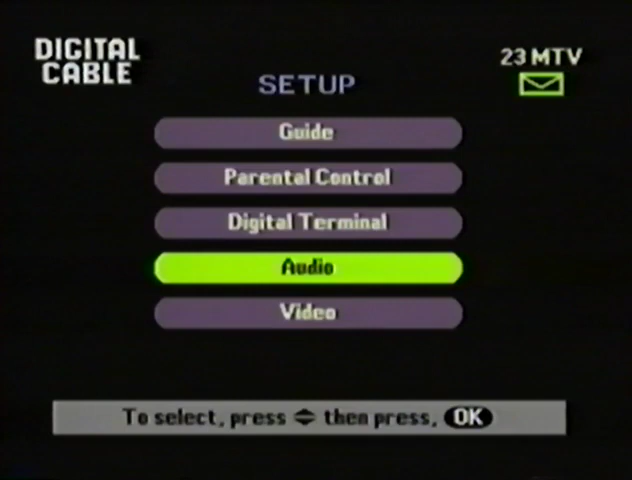 DIGITAL
CABLE
23 MTV
SETUP
Guide
Parental Control
Digital Terminal
Audio
Video
To select, press then press, OK